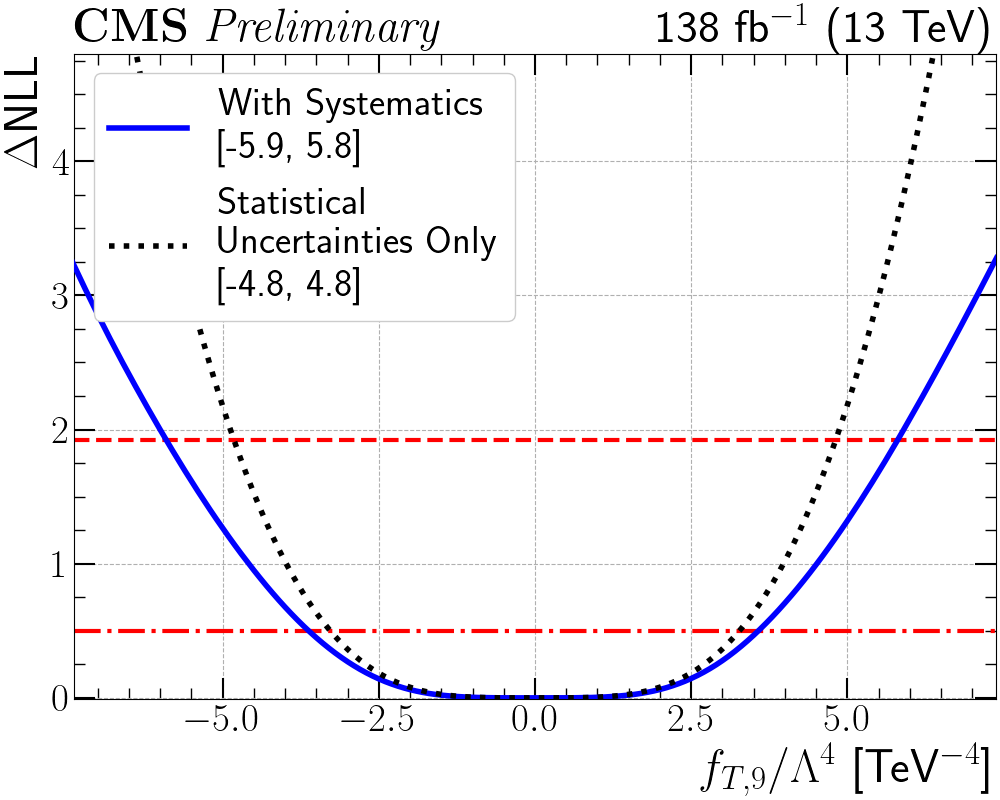 CMS Preliminary 138 fb⁻¹ (13 TeV)
ΔNLL
With Systematics
[-5.9, 5.8]
Statistical
Uncertainties Only
[-4.8, 4.8]
4
3
2
1
0
−5.0 −2.5 0.0 2.5 5.0
f_{T,9}/Λ⁴ [TeV⁻⁴]